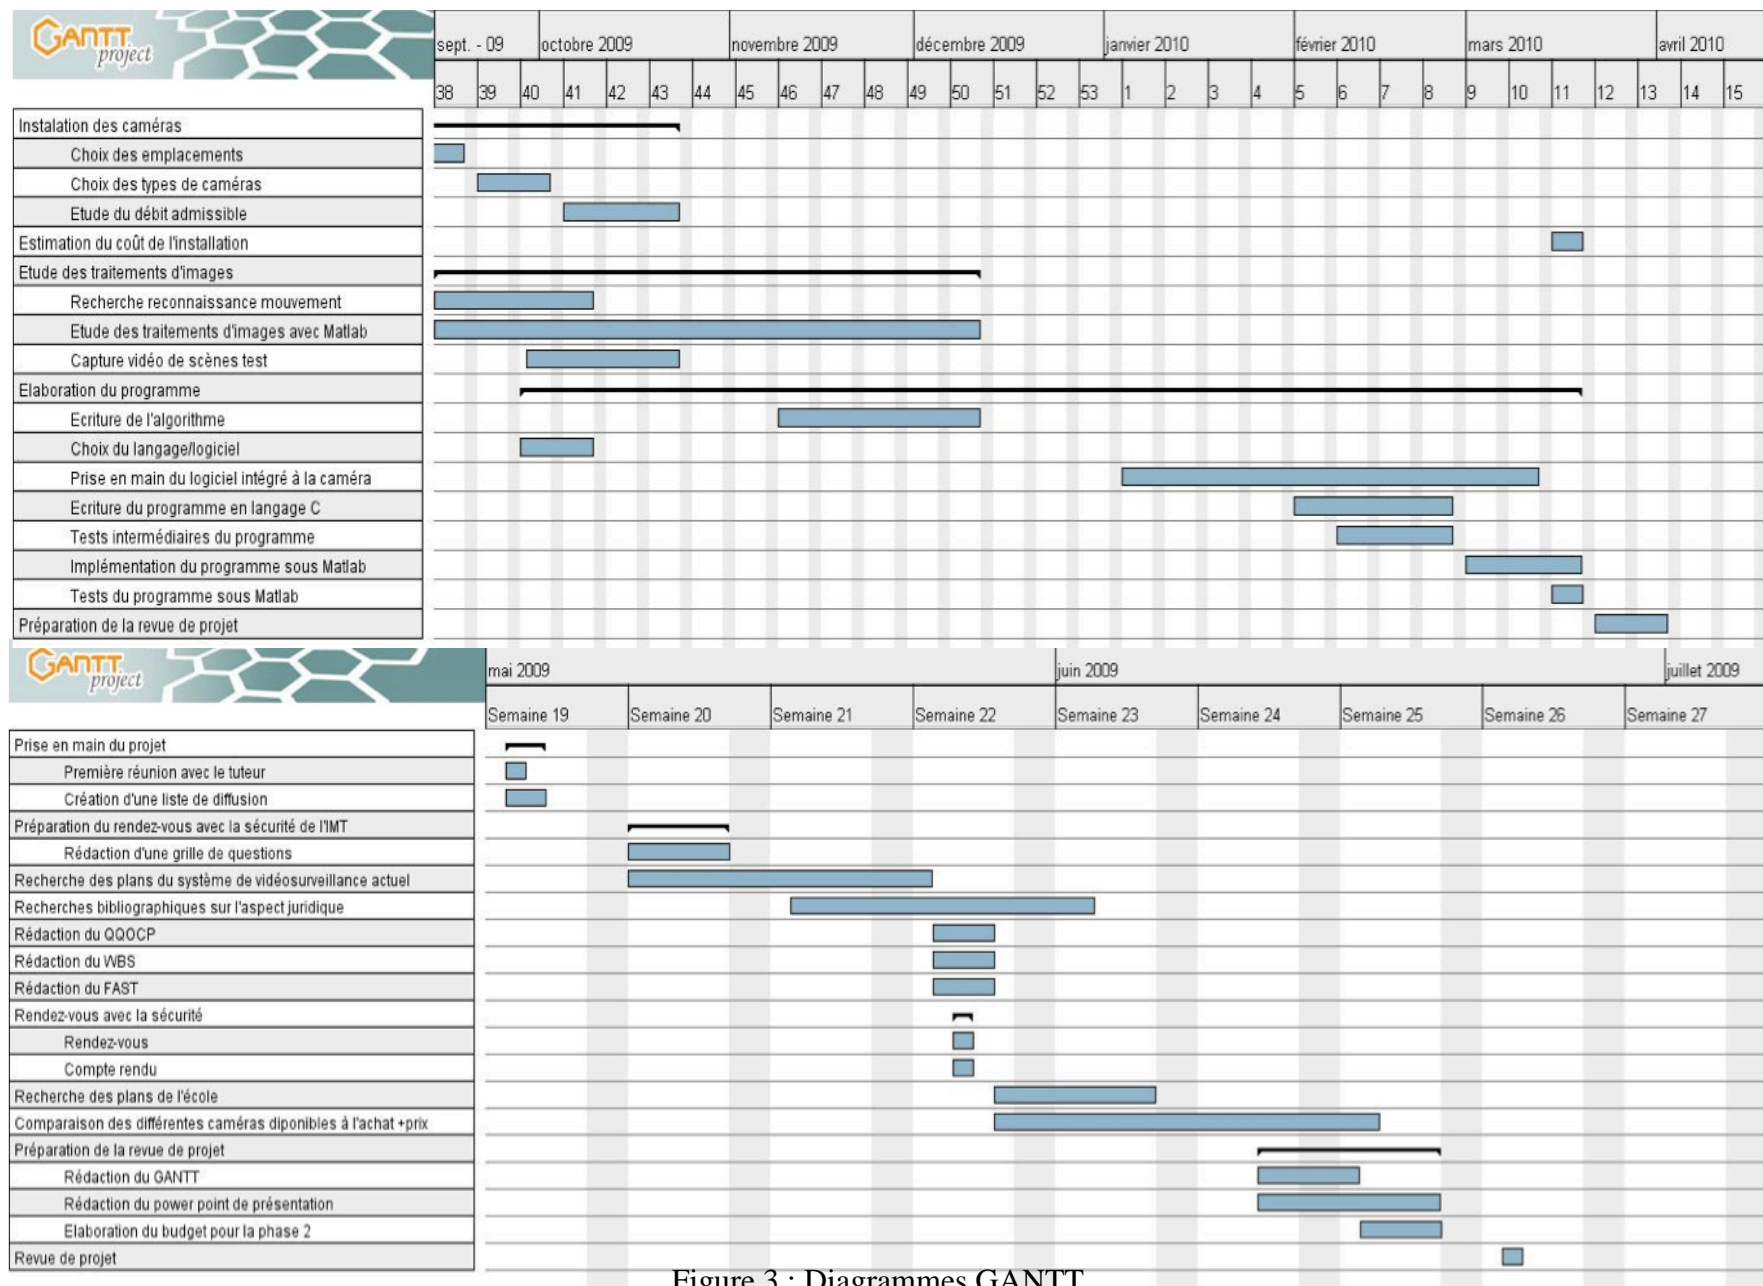 GANTT
project
sept. - 09 octobre 2009 novembre 2009 décembre 2009 janvier 2010 février 2010 mars 2010 avril 2010
38 39 40 41 42 43 44 45 46 47 48 49 50 51 52 53 1 2 3 4 5 6 7 8 9 10 11 12 13 14 15
Instalation des caméras
Choix des emplacements
Choix des types de caméras
Etude du débit admissible
Estimation du coût de l'installation
Etude des traitements d'images
Recherche reconnaissance mouvement
Etude des traitements d'images avec Matlab
Capture vidéo de scènes test
Elaboration du programme
Ecriture de l'algorithme
Choix du langage/logiciel
Prise en main du logiciel intégré à la caméra
Ecriture du programme en langage C
Tests intermédiaires du programme
Implémentation du programme sous Matlab
Tests du programme sous Matlab
Préparation de la revue de projet
GANTT
project
mai 2009 juin 2009 juillet 2009
Semaine 19 Semaine 20 Semaine 21 Semaine 22 Semaine 23 Semaine 24 Semaine 25 Semaine 26 Semaine 27
Prise en main du projet
Première réunion avec le tuteur
Création d'une liste de diffusion
Préparation du rendez-vous avec la sécurité de l'IMT
Rédaction d'une grille de questions
Recherche des plans du système de vidéosurveillance actuel
Recherches bibliographiques sur l'aspect juridique
Rédaction du QQOCP
Rédaction du WBS
Rédaction du FAST
Rendez-vous avec la sécurité
Rendez-vous
Compte rendu
Recherche des plans de l'école
Comparaison des différentes caméras diponibles à l'achat +prix
Préparation de la revue de projet
Rédaction du GANTT
Rédaction du power point de présentation
Elaboration du budget pour la phase 2
Revue de projet
Figure 3 : Diagrammes GANTT